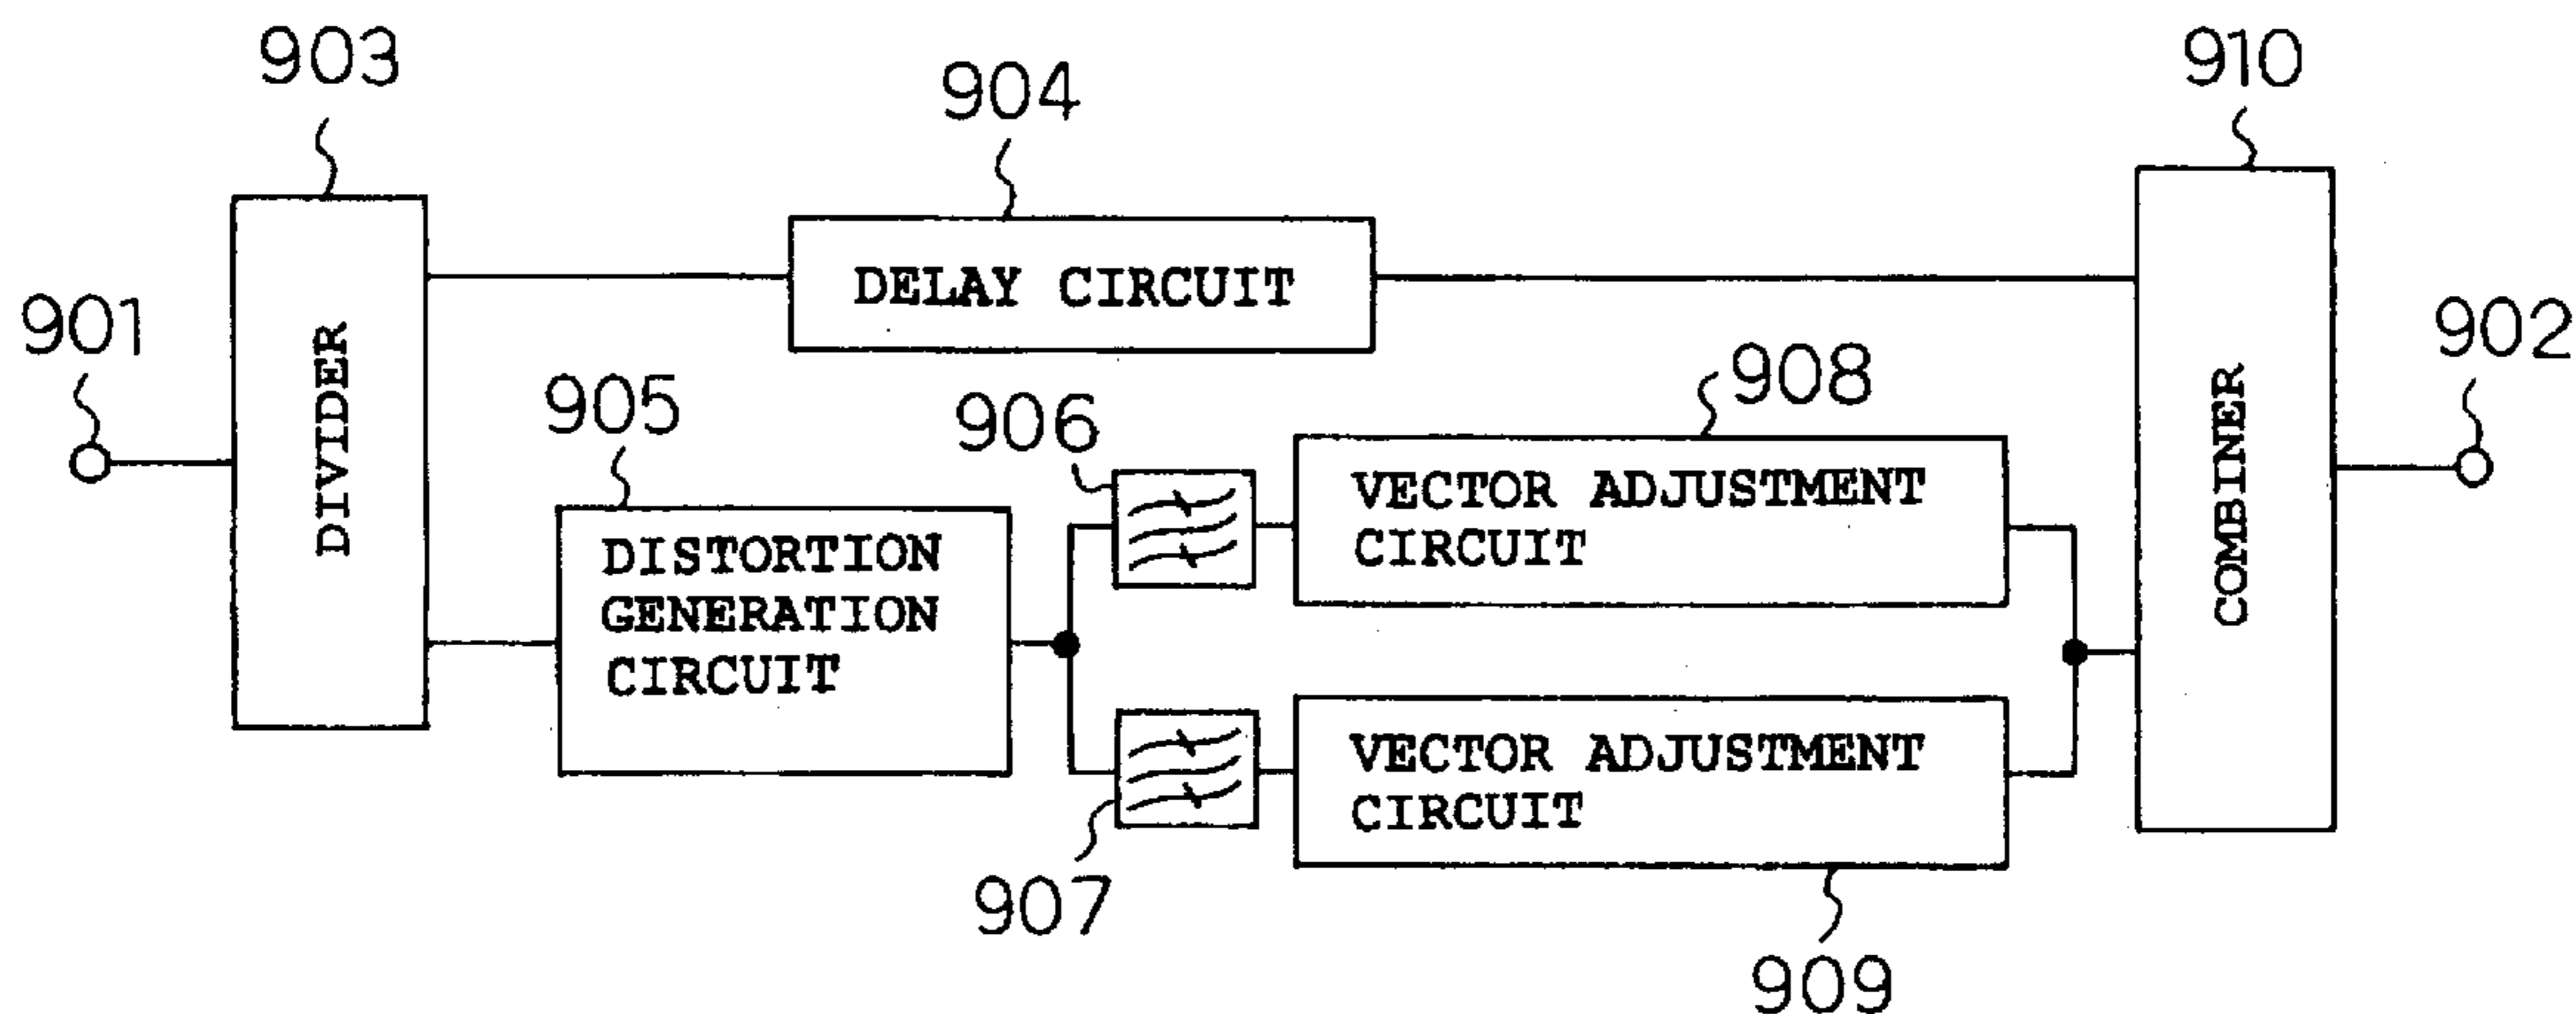 903
904
910
901
DIVIDER
DELAY CIRCUIT
905
906
908
902
DISTORTION
GENERATION
CIRCUIT
VECTOR ADJUSTMENT
CIRCUIT
COMBINER
907
VECTOR ADJUSTMENT
CIRCUIT
909